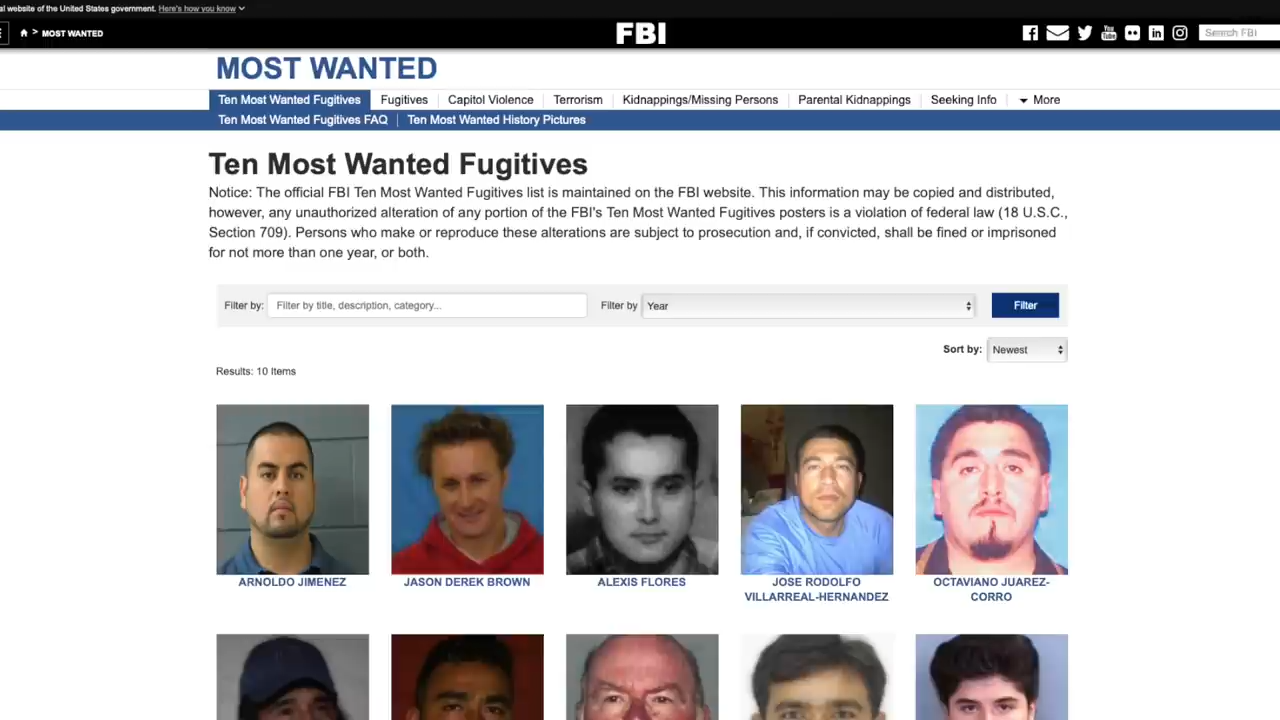 al website of the United States government. Here's how you know
> MOST WANTED
FBI
Search FBI
MOST WANTED
Ten Most Wanted Fugitives
Fugitives
Capitol Violence
Terrorism
Kidnappings/Missing Persons
Parental Kidnappings
Seeking Info
More
Ten Most Wanted Fugitives FAQ
Ten Most Wanted History Pictures
Ten Most Wanted Fugitives
Notice: The official FBI Ten Most Wanted Fugitives list is maintained on the FBI website. This information may be copied and distributed,
however, any unauthorized alteration of any portion of the FBI's Ten Most Wanted Fugitives posters is a violation of federal law (18 U.S.C.,
Section 709). Persons who make or reproduce these alterations are subject to prosecution and, if convicted, shall be fined or imprisoned
for not more than one year, or both.
Filter by: Filter by title, description, category...
Filter by Year
Filter
Sort by: Newest
Results: 10 Items
ARNOLDO JIMENEZ
JASON DEREK BROWN
ALEXIS FLORES
JOSE RODOLFO
VILLARREAL-HERNANDEZ
OCTAVIANO JUAREZ-
CORRO